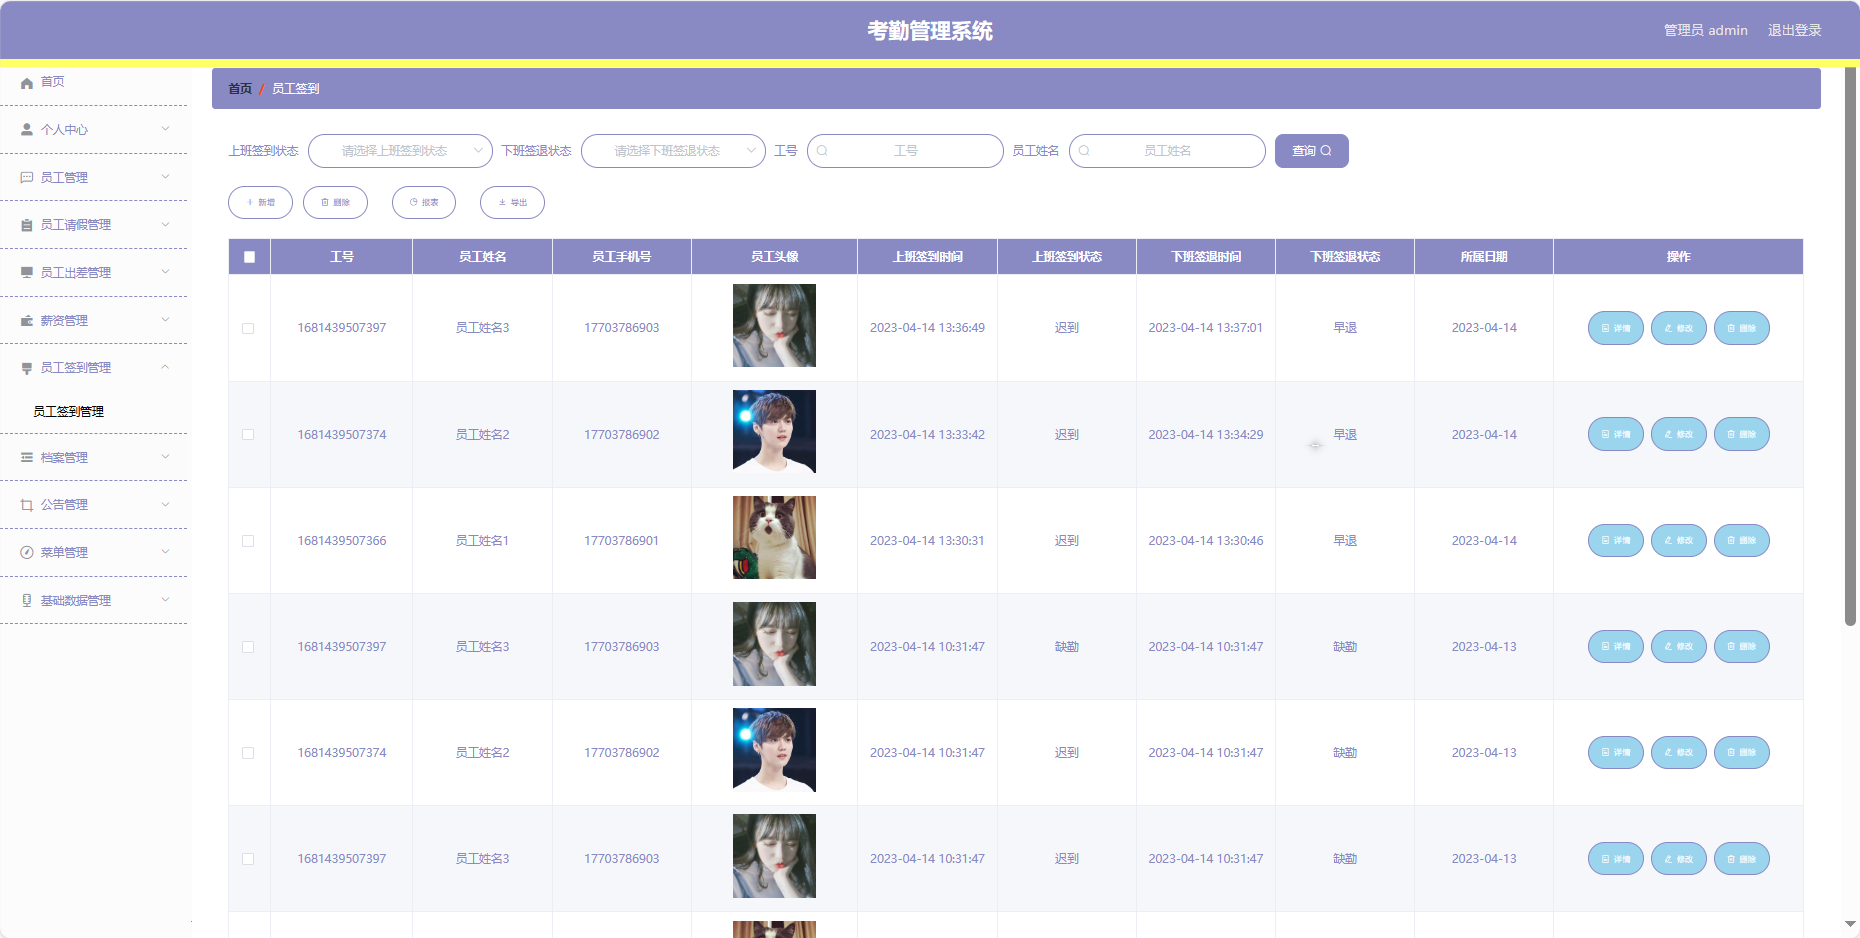 考勤管理系统
管理员 admin 退出登录
首页
个人中心
员工管理
员工请假管理
员工出差管理
薪资管理
员工签到管理
员工签到管理
档案管理
公告管理
菜单管理
基础数据管理
首页 / 员工签到
上班签到状态 请选择上班签到状态 下班签退状态 请选择下班签退状态 工号 工号 员工姓名 员工姓名 查询
新增 删除 报表 导出
工号 员工姓名 员工手机号 员工头像 上班签到时间 上班签到状态 下班签退时间 下班签退状态 所属日期 操作
1681439507397 员工姓名3 17703786903 2023-04-14 13:36:49 迟到 2023-04-14 13:37:01 早退 2023-04-14 详情 修改 删除
1681439507374 员工姓名2 17703786902 2023-04-14 13:33:42 迟到 2023-04-14 13:34:29 早退 2023-04-14 详情 修改 删除
1681439507366 员工姓名1 17703786901 2023-04-14 13:30:31 迟到 2023-04-14 13:30:46 早退 2023-04-14 详情 修改 删除
1681439507397 员工姓名3 17703786903 2023-04-14 10:31:47 缺勤 2023-04-14 10:31:47 缺勤 2023-04-13 详情 修改 删除
1681439507374 员工姓名2 17703786902 2023-04-14 10:31:47 迟到 2023-04-14 10:31:47 缺勤 2023-04-13 详情 修改 删除
1681439507397 员工姓名3 17703786903 2023-04-14 10:31:47 迟到 2023-04-14 10:31:47 缺勤 2023-04-13 详情 修改 删除